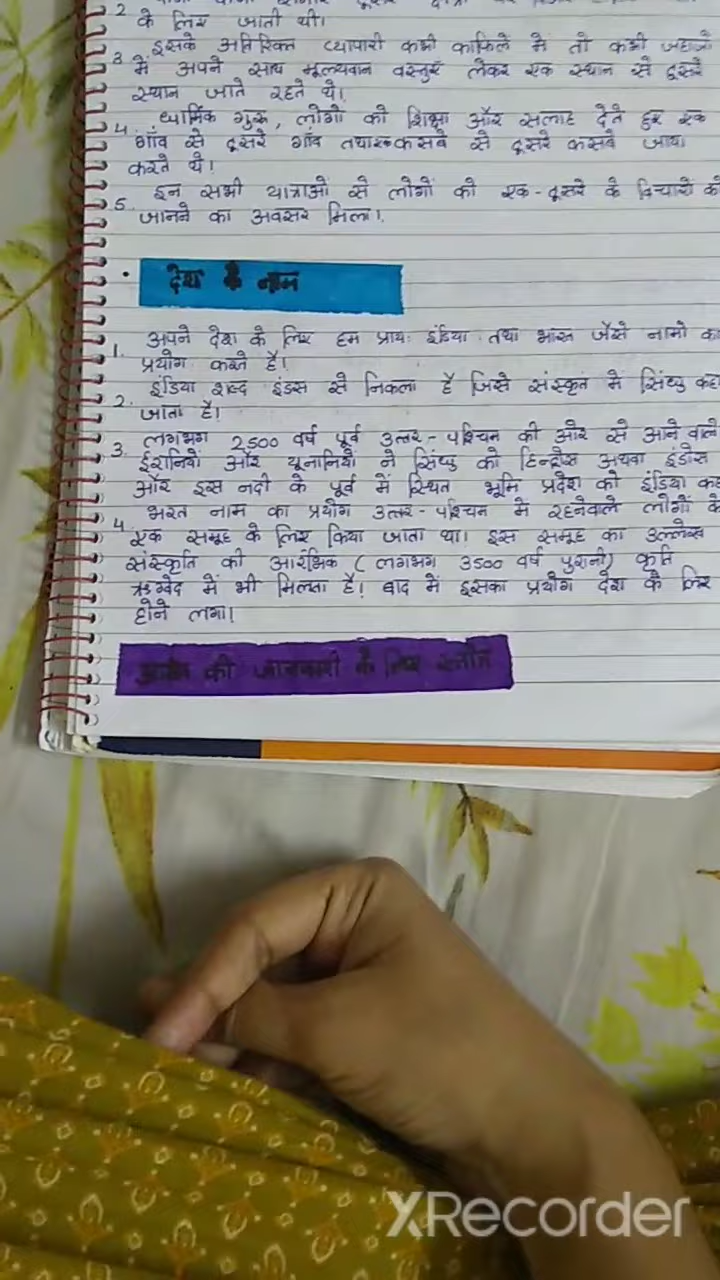 2 के लिए जाती थी।
इसके अतिरिक्त व्यापारी कभी काफिले में तो कभी जहाजो
3. में अपने साथ मूल्यवान वस्तुएँ लेकर एक स्थान से दूसरे
स्थान जाते रहते थे।
धार्मिक गुरू, लोगो को शिक्षा और सलाह देते हुए एक
4. गाँव से दूसरे गाँव तथा एक कसबे से दूसरे कसबे जाया
करते थे।
इन सभी यात्राओं से लोगों को एक-दूसरे के विचारों को
5. जानने का अवसर मिला।
• देश के नाम
अपने देश के लिए हम प्रायः इंडिया तथा भारत जैसे नामो का
1. प्रयोग करते है।
इंडिया शब्द इंडस से निकला है जिसे संस्कृत में सिंधु कहा
2. जाता है।
लगभग 2500 वर्ष पूर्व उत्तर-पश्चिम की ओर से आने वाले
3. ईरानियों और यूनानियों ने सिंधु को हिन्दोस अथवा इंडोस
और इस नदी के पूर्व में स्थित भूमि प्रदेश को इंडिया कहा
भरत नाम का प्रयोग उत्तर-पश्चिम में रहनेवाले लोगों के
4. एक समूह के लिए किया जाता था। इस समूह का उल्लेख
संस्कृति की आरंभिक (लगभग 3500 वर्ष पुरानी) कृति
ऋग्वेद में भी मिलता है। बाद में इसका प्रयोग देश के लिए
होने लगा।
की जानकारी के लिए स्तोत
XRecorder